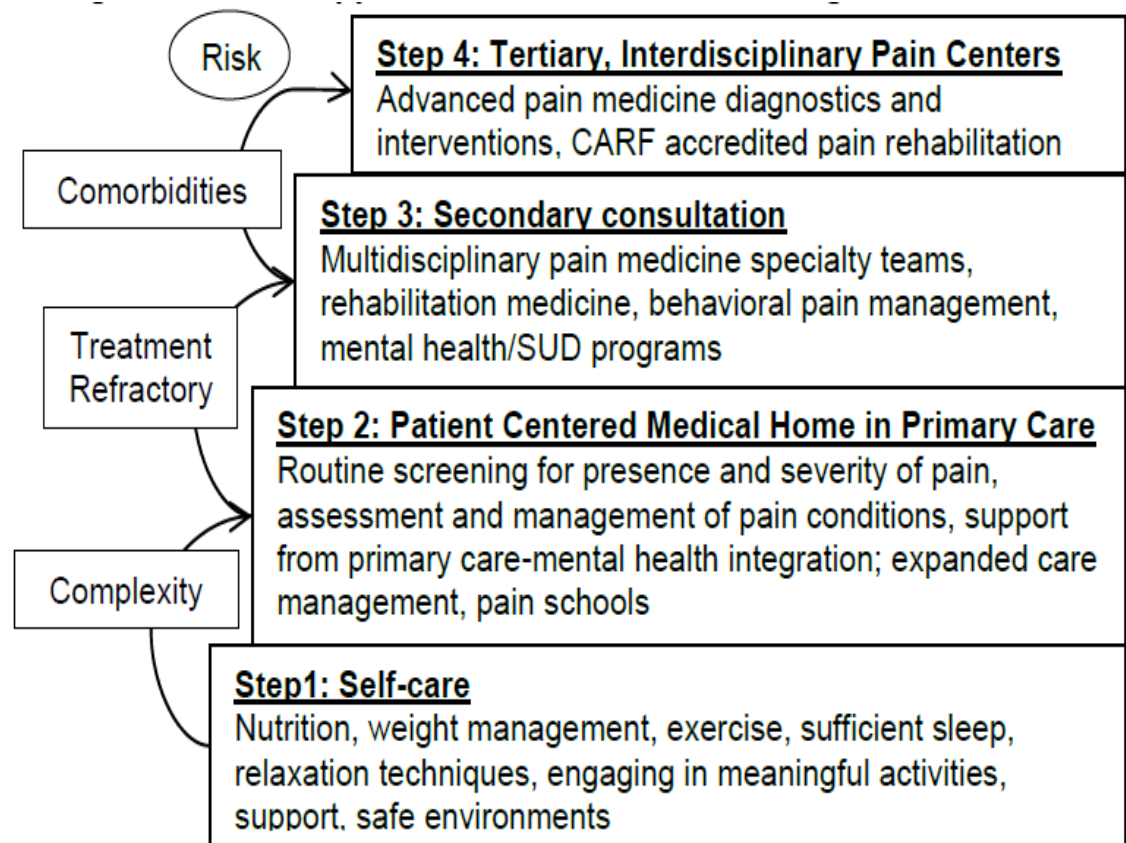 Risk
Step 4: Tertiary, Interdisciplinary Pain Centers
Advanced pain medicine diagnostics and
interventions, CARF accredited pain rehabilitation
Comorbidities
Step 3: Secondary consultation
Multidisciplinary pain medicine specialty teams,
rehabilitation medicine, behavioral pain management,
mental health/SUD programs
Treatment
Refractory
Step 2: Patient Centered Medical Home in Primary Care
Routine screening for presence and severity of pain,
assessment and management of pain conditions, support
from primary care-mental health integration; expanded care
management, pain schools
Complexity
Step1: Self-care
Nutrition, weight management, exercise, sufficient sleep,
relaxation techniques, engaging in meaningful activities,
support, safe environments